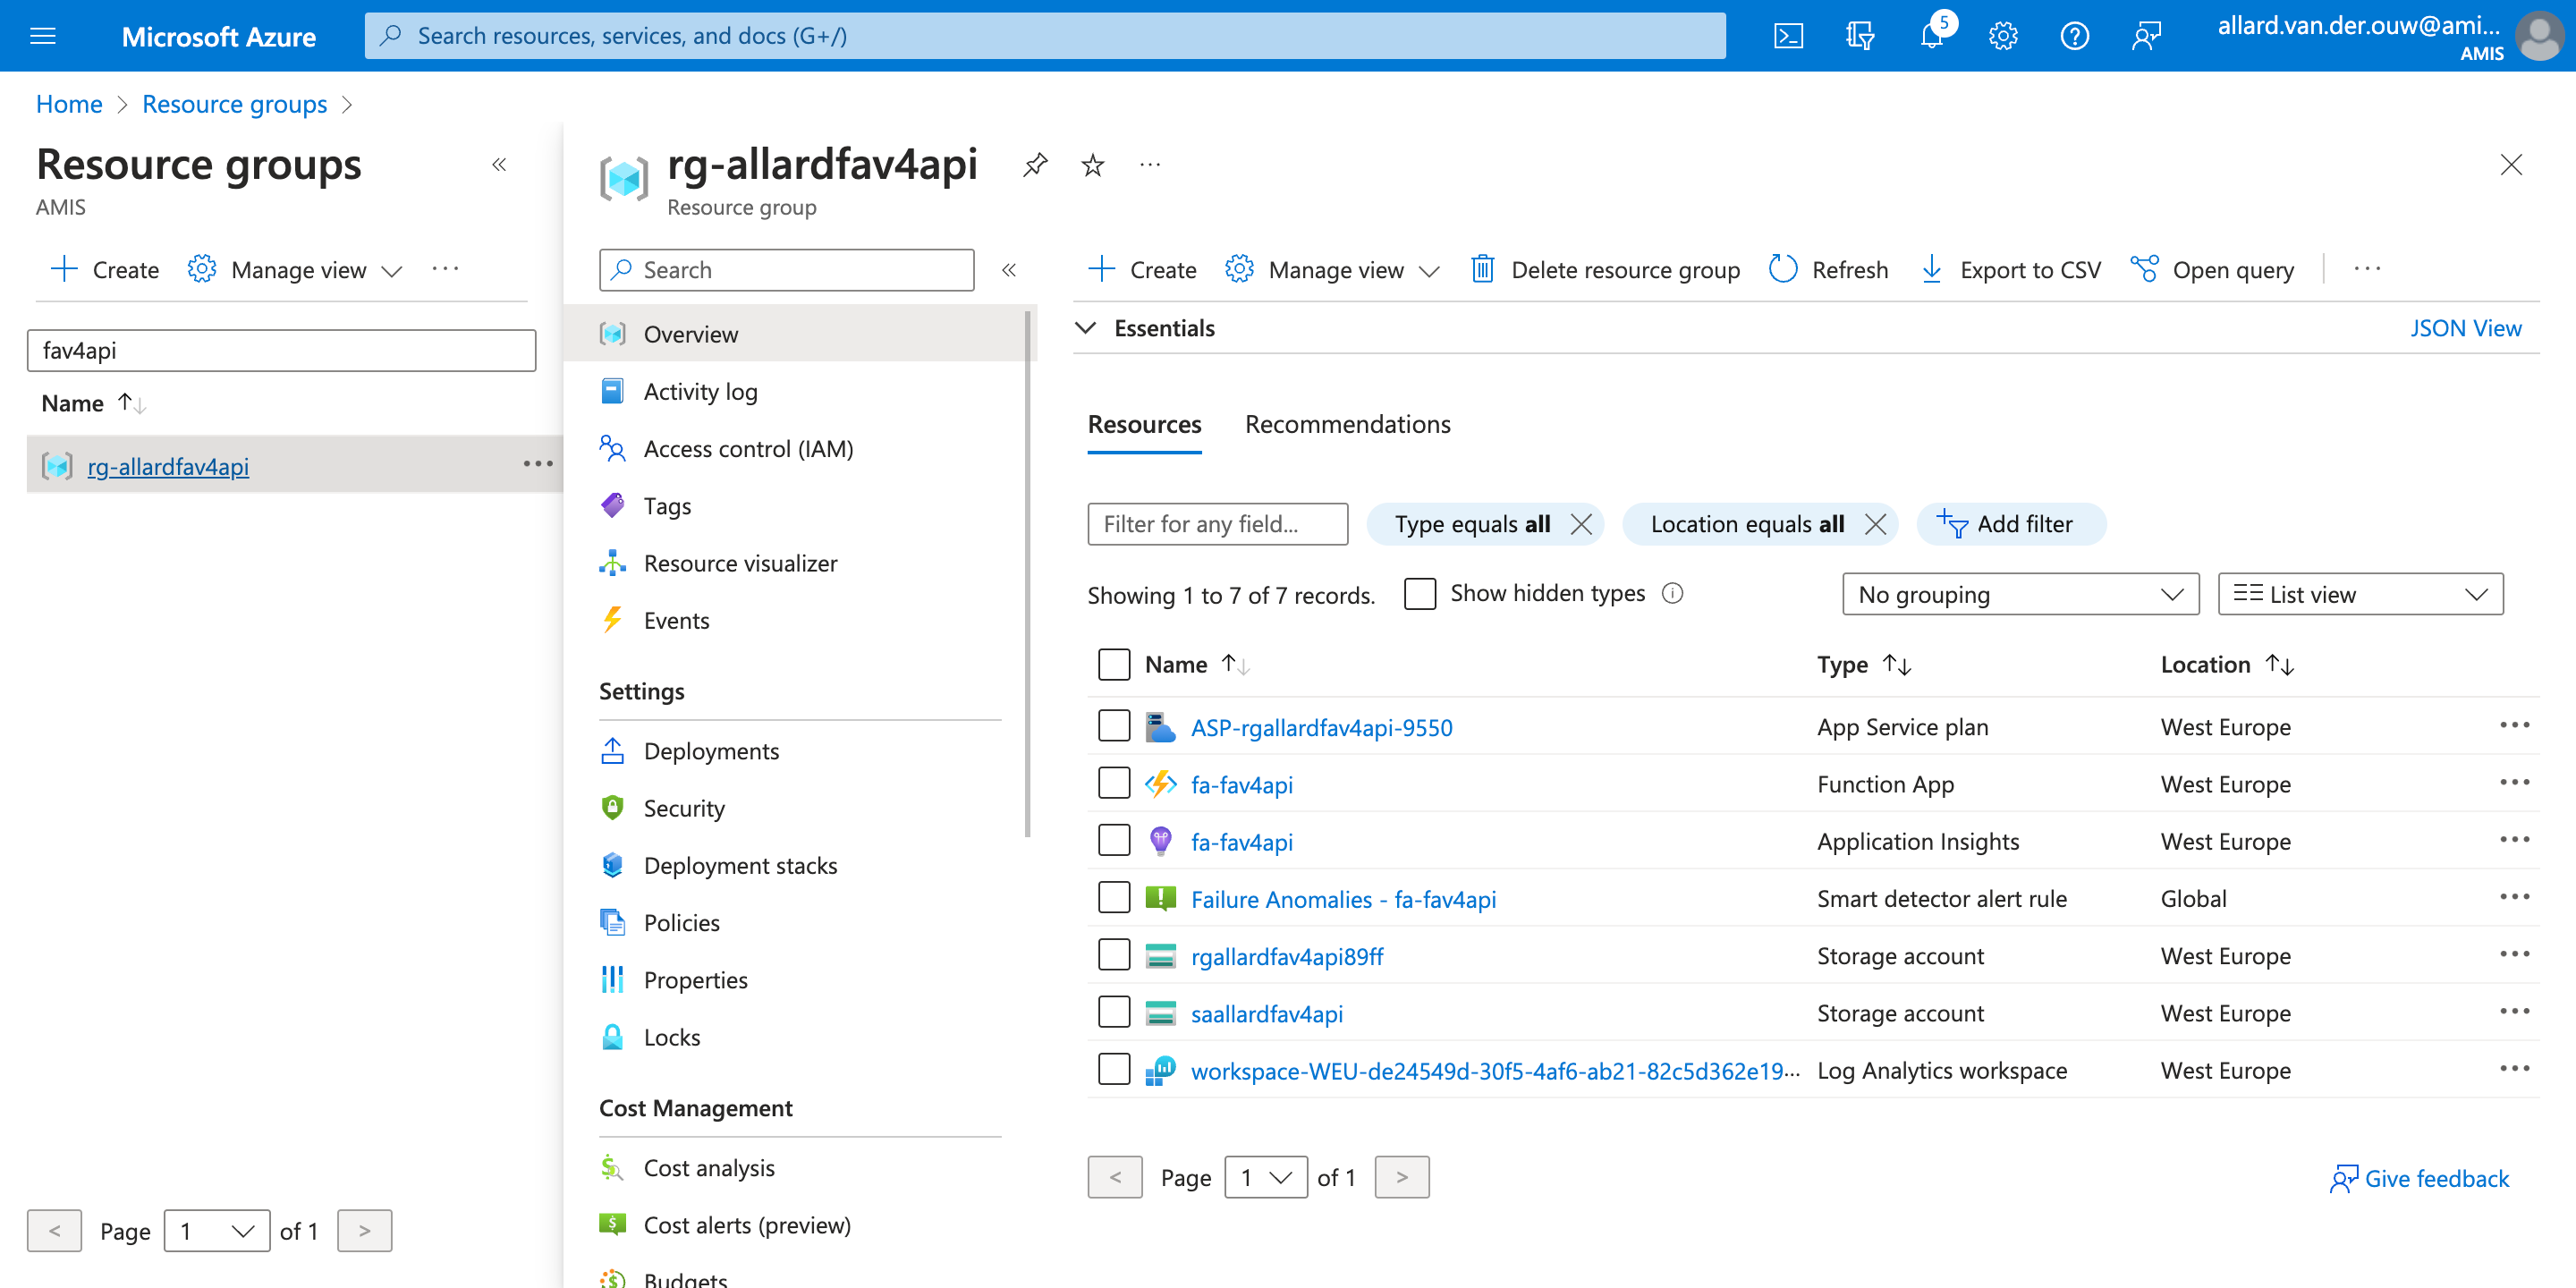 Microsoft Azure
Search resources, services, and docs (G+/)
5
allard.van.der.ouw@ami...
AMIS
Home > Resource groups >
Resource groups
AMIS
Create
Manage view
fav4api
Name
rg-allardfav4api
< Page 1 of 1 >
rg-allardfav4api
Resource group
Search
Overview
Activity log
Access control (IAM)
Tags
Resource visualizer
Events
Settings
Deployments
Security
Deployment stacks
Policies
Properties
Locks
Cost Management
Cost analysis
Cost alerts (preview)
Budgets
Create
Manage view
Delete resource group
Refresh
Export to CSV
Open query
Essentials
JSON View
Resources
Recommendations
Filter for any field...
Type equals all
Location equals all
Add filter
Showing 1 to 7 of 7 records.
Show hidden types
No grouping
List view
Name Type Location
ASP-rgallardfav4api-9550 App Service plan West Europe
fa-fav4api Function App West Europe
fa-fav4api Application Insights West Europe
Failure Anomalies - fa-fav4api Smart detector alert rule Global
rgallardfav4api89ff Storage account West Europe
saallardfav4api Storage account West Europe
workspace-WEU-de24549d-30f5-4af6-ab21-82c5d362e19... Log Analytics workspace West Europe
< Page 1 of 1 >
Give feedback